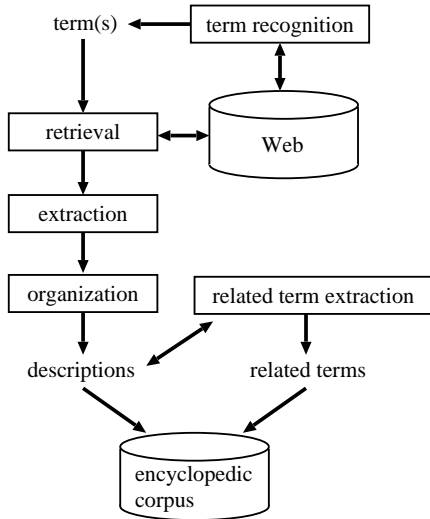 term(s)
term recognition
retrieval
Web
extraction
organization
related term extraction
descriptions
related terms
encyclopedic
corpus